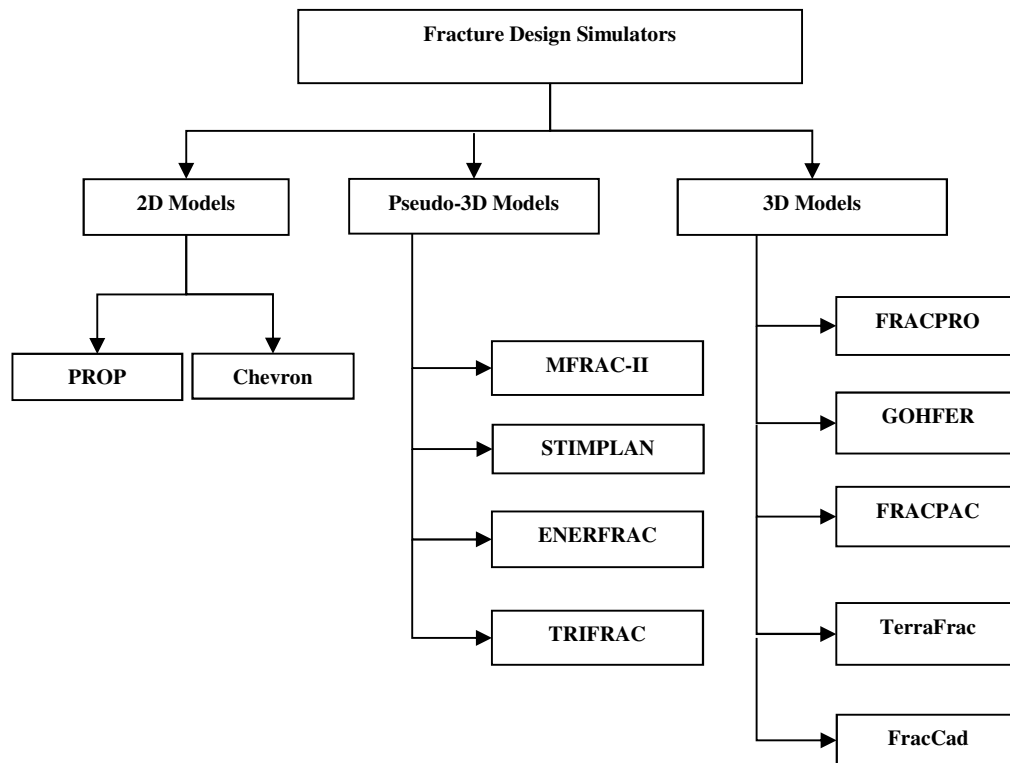 Fracture Design Simulators
2D Models
Pseudo-3D Models
3D Models
PROP
Chevron
MFRAC-II
STIMPLAN
ENERFRAC
TRIFRAC
FRACPRO
GOHFER
FRACPAC
TerraFrac
FracCad